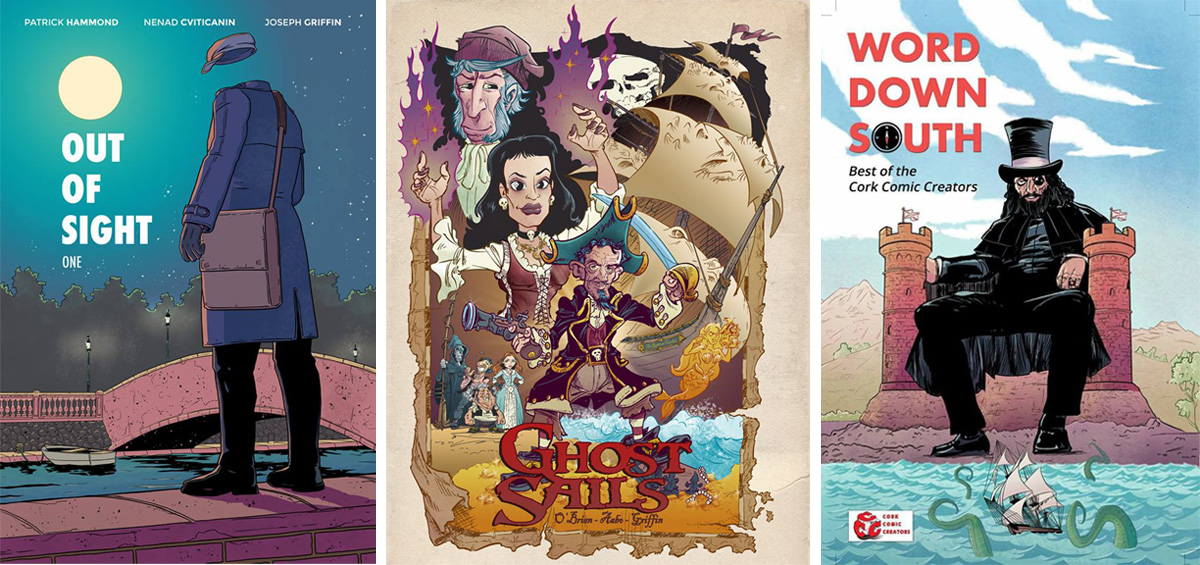 PATRICK HAMMOND NENAD CVITICANIN JOSEPH GRIFFIN
OUT
OF
SIGHT
ONE
GHOST
SAILS
O'Brien - Aabo - Griffin
WORD
DOWN
SOUTH
Best of the
Cork Comic Creators
CORK
COMIC
CREATORS